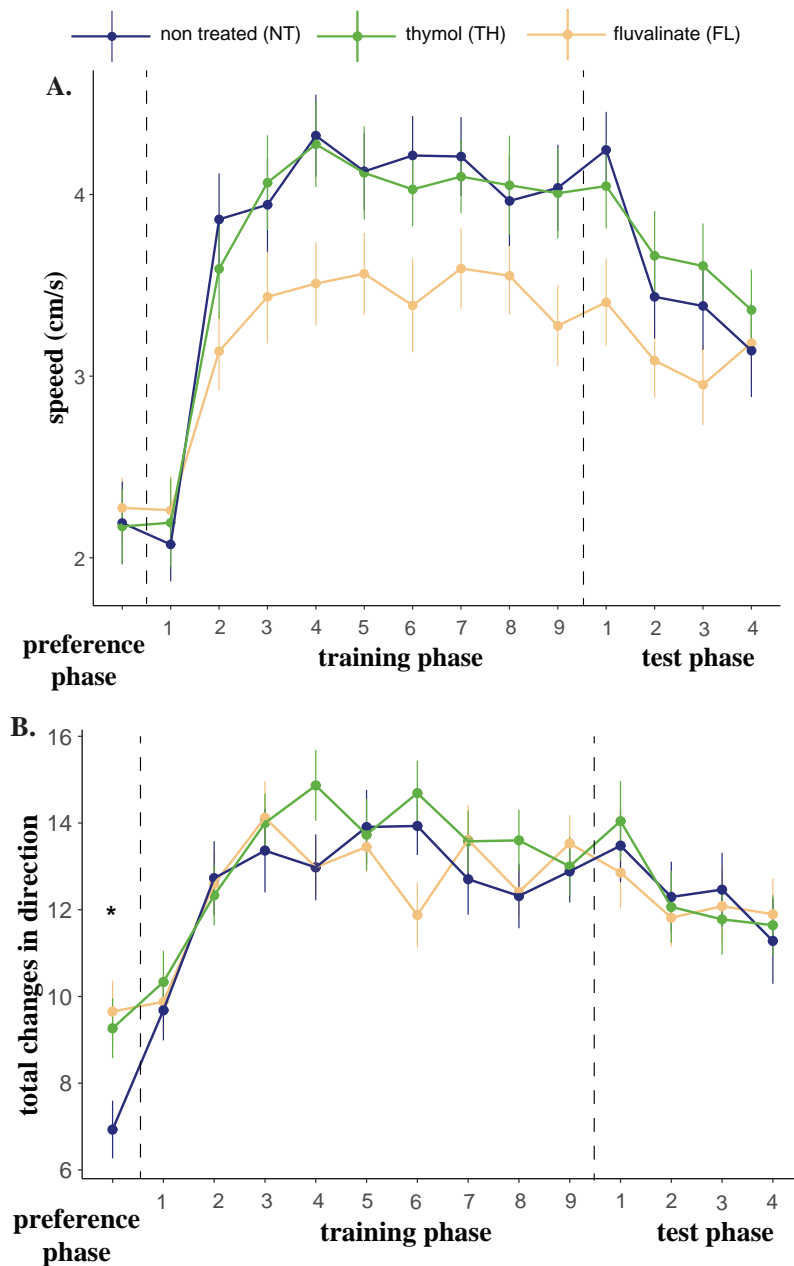 non treated (NT) thymol (TH) fluvalinate (FL)
A.
speed (cm/s)
4
3
2
1 2 3 4 5 6 7 8 9 1 2 3 4
preference
phase
training phase
test phase
B.
total changes in direction
16
14
12
10
8
6
*
1 2 3 4 5 6 7 8 9 1 2 3 4
preference
phase
training phase
test phase